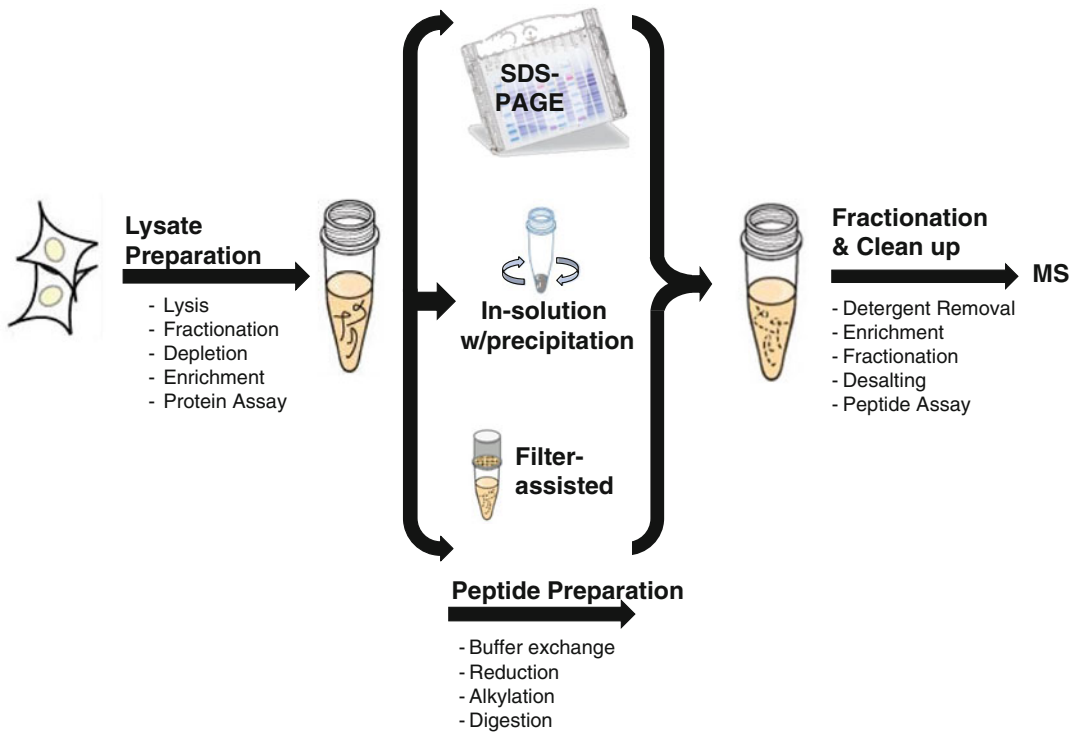 Lysate
Preparation
- Lysis
- Fractionation
- Depletion
- Enrichment
- Protein Assay
SDS-
PAGE
In-solution
w/precipitation
Filter-
assisted
Peptide Preparation
- Buffer exchange
- Reduction
- Alkylation
- Digestion
Fractionation
& Clean up
MS
- Detergent Removal
- Enrichment
- Fractionation
- Desalting
- Peptide Assay